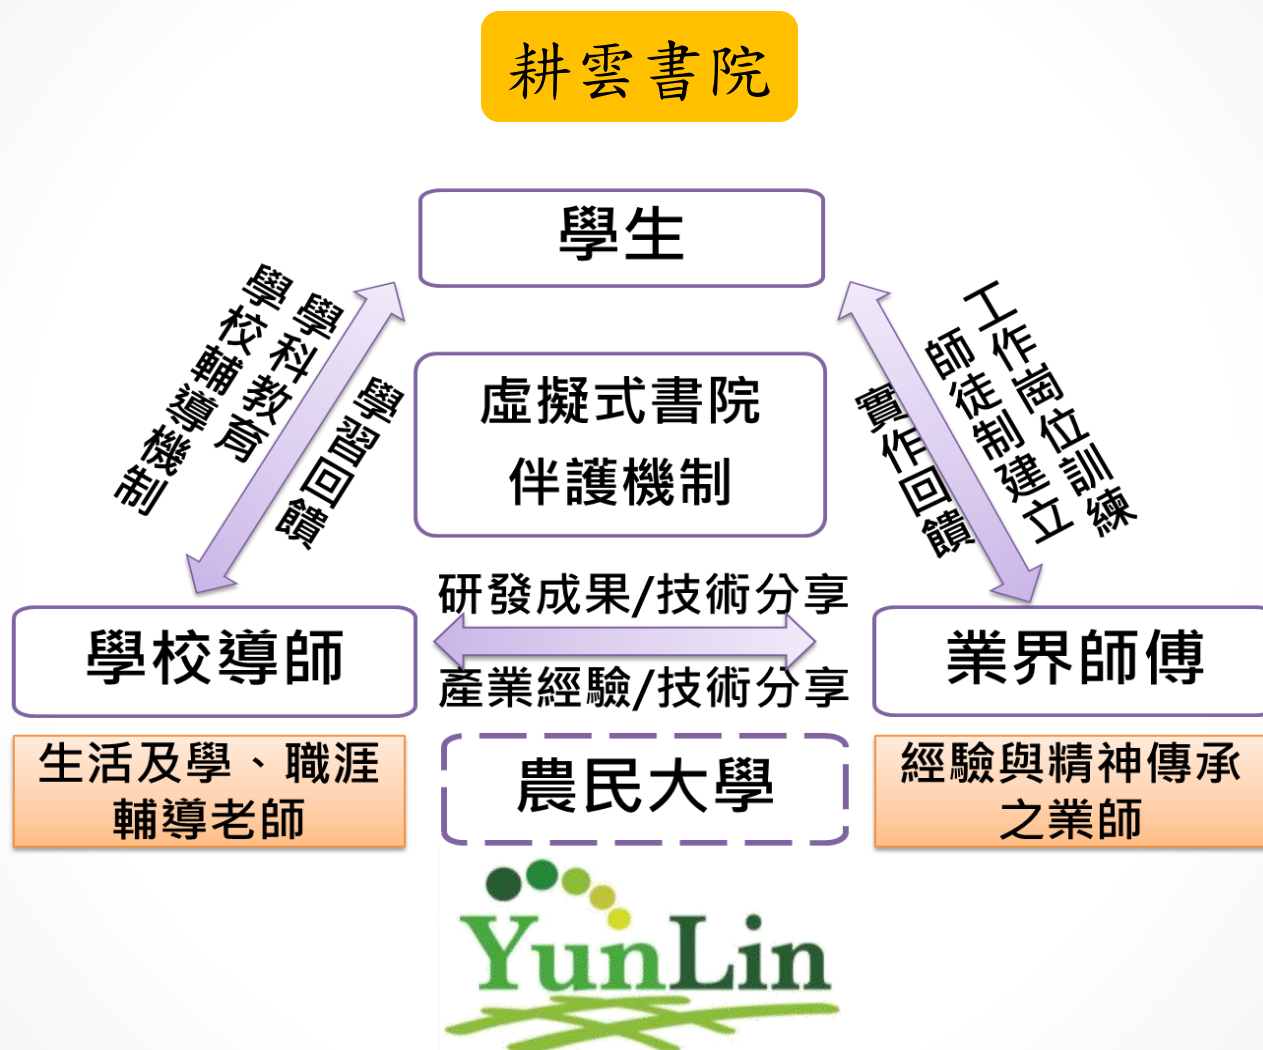 耕雲書院
學生
學校輔導機制
學科教育
學習回饋
虛擬式書院
伴護機制
實作回饋
師徒制建立
工作崗位訓練
研發成果/技術分享
學校導師
業界師傅
產業經驗/技術分享
生活及學、職涯
輔導老師
農民大學
經驗與精神傳承
之業師
YunLin